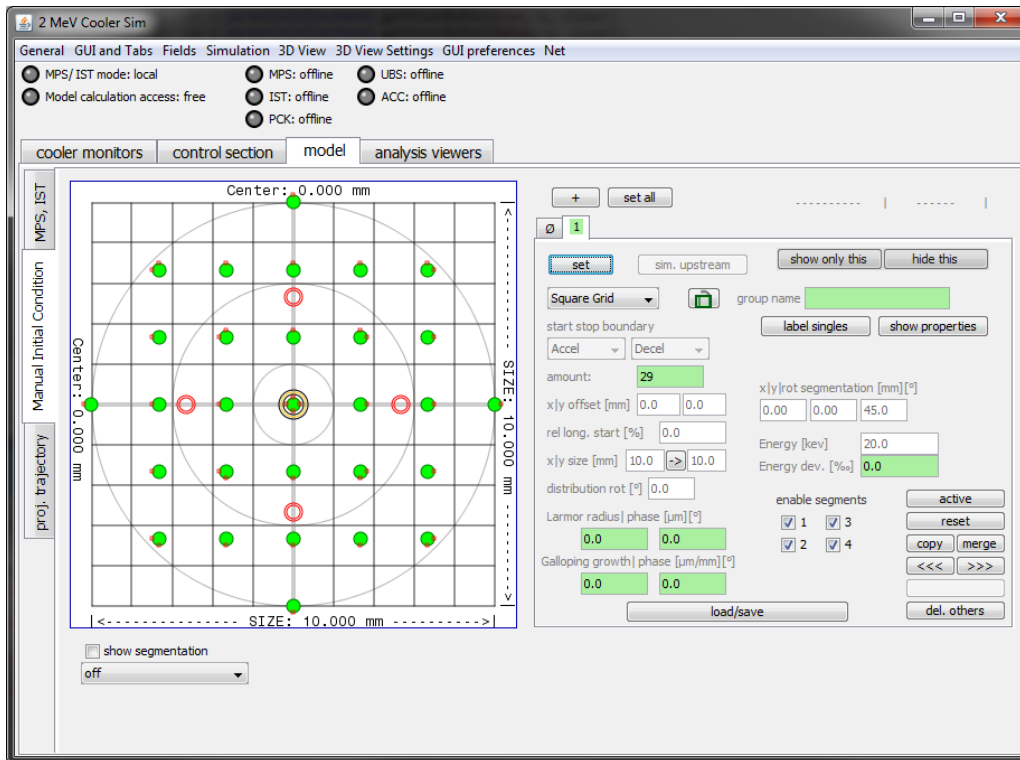 2 MeV Cooler Sim
General GUI and Tabs Fields Simulation 3D View 3D View Settings GUI preferences Net
MPS/IST mode: local MPS: offline UBS: offline
Model calculation access: free IST: offline ACC: offline
PCK: offline
cooler monitors control section model analysis viewers
MPS, IST
Manual Initial Condition
proj. trajectory
Center: 0.000 mm
Center: 0.000 mm
SIZE: 10.000 mm
|<--------------- SIZE: 10.000 mm ---------->|
show segmentation
off
+ set all ---------- | ------ |
Ø 1
set sim. upstream show only this hide this
Square Grid group name
start stop boundary label singles show properties
Accel Decel
amount: 29
x|y|rot segmentation [mm][°]
x|y offset [mm] 0.0 0.0 0.00 0.00 45.0
rel long. start [%] 0.0
Energy [kev] 20.0
x|y size [mm] 10.0 -> 10.0 Energy dev. [‰] 0.0
distribution rot [°] 0.0
enable segments active
Larmor radius| phase [µm][°] 1 3 reset
0.0 0.0 2 4 copy merge
Galloping growth| phase [µm/mm][°] <<< >>>
0.0 0.0
load/save del. others